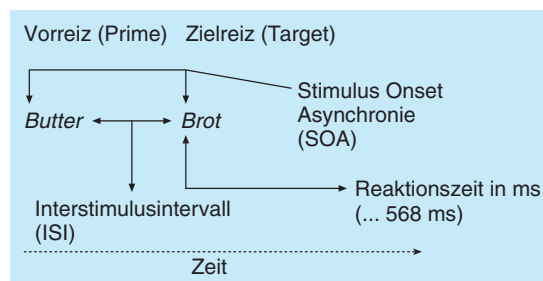 Vorreiz (Prime) Zielreiz (Target)
Stimulus Onset
Asynchronie
(SOA)
Butter Brot
Reaktionszeit in ms
(... 568 ms)
Interstimulusintervall
(ISI)
Zeit